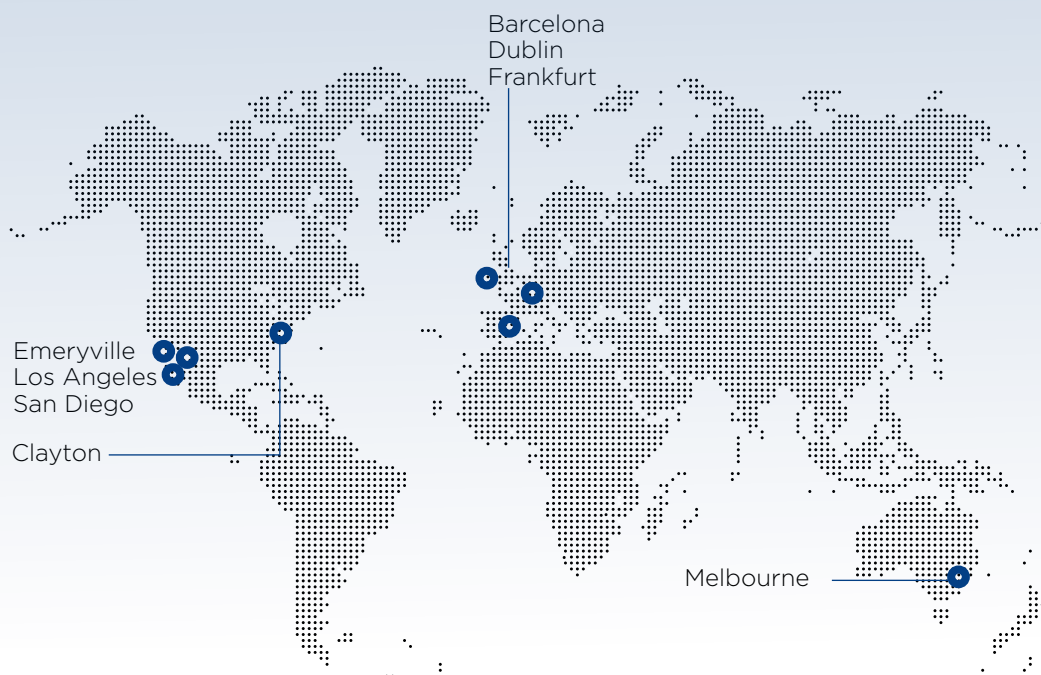 Barcelona
Dublin
Frankfurt
Emeryville
Los Angeles
San Diego
Clayton
Melbourne